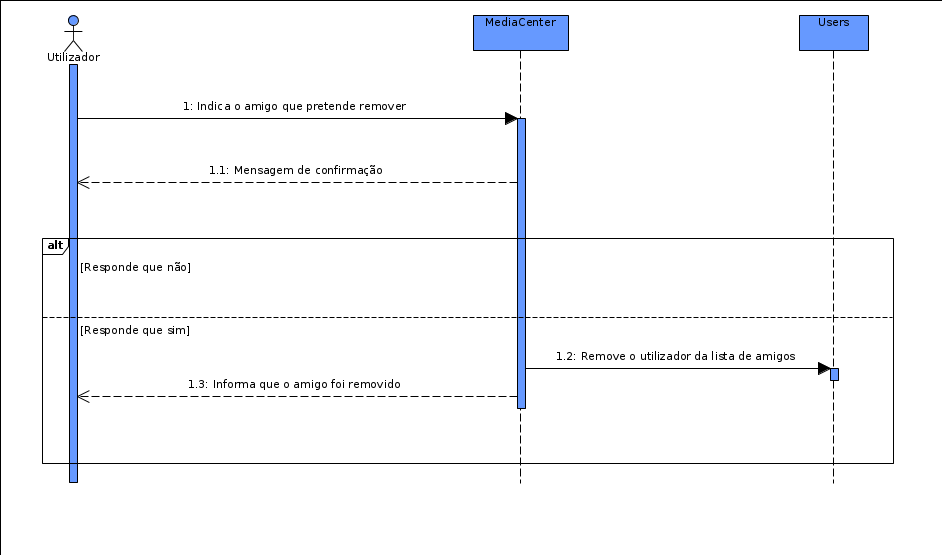 MediaCenter
Users
Utilizador
1: Indica o amigo que pretende remover
1.1: Mensagem de confirmação
alt
[Responde que não]
[Responde que sim]
1.2: Remove o utilizador da lista de amigos
1.3: Informa que o amigo foi removido